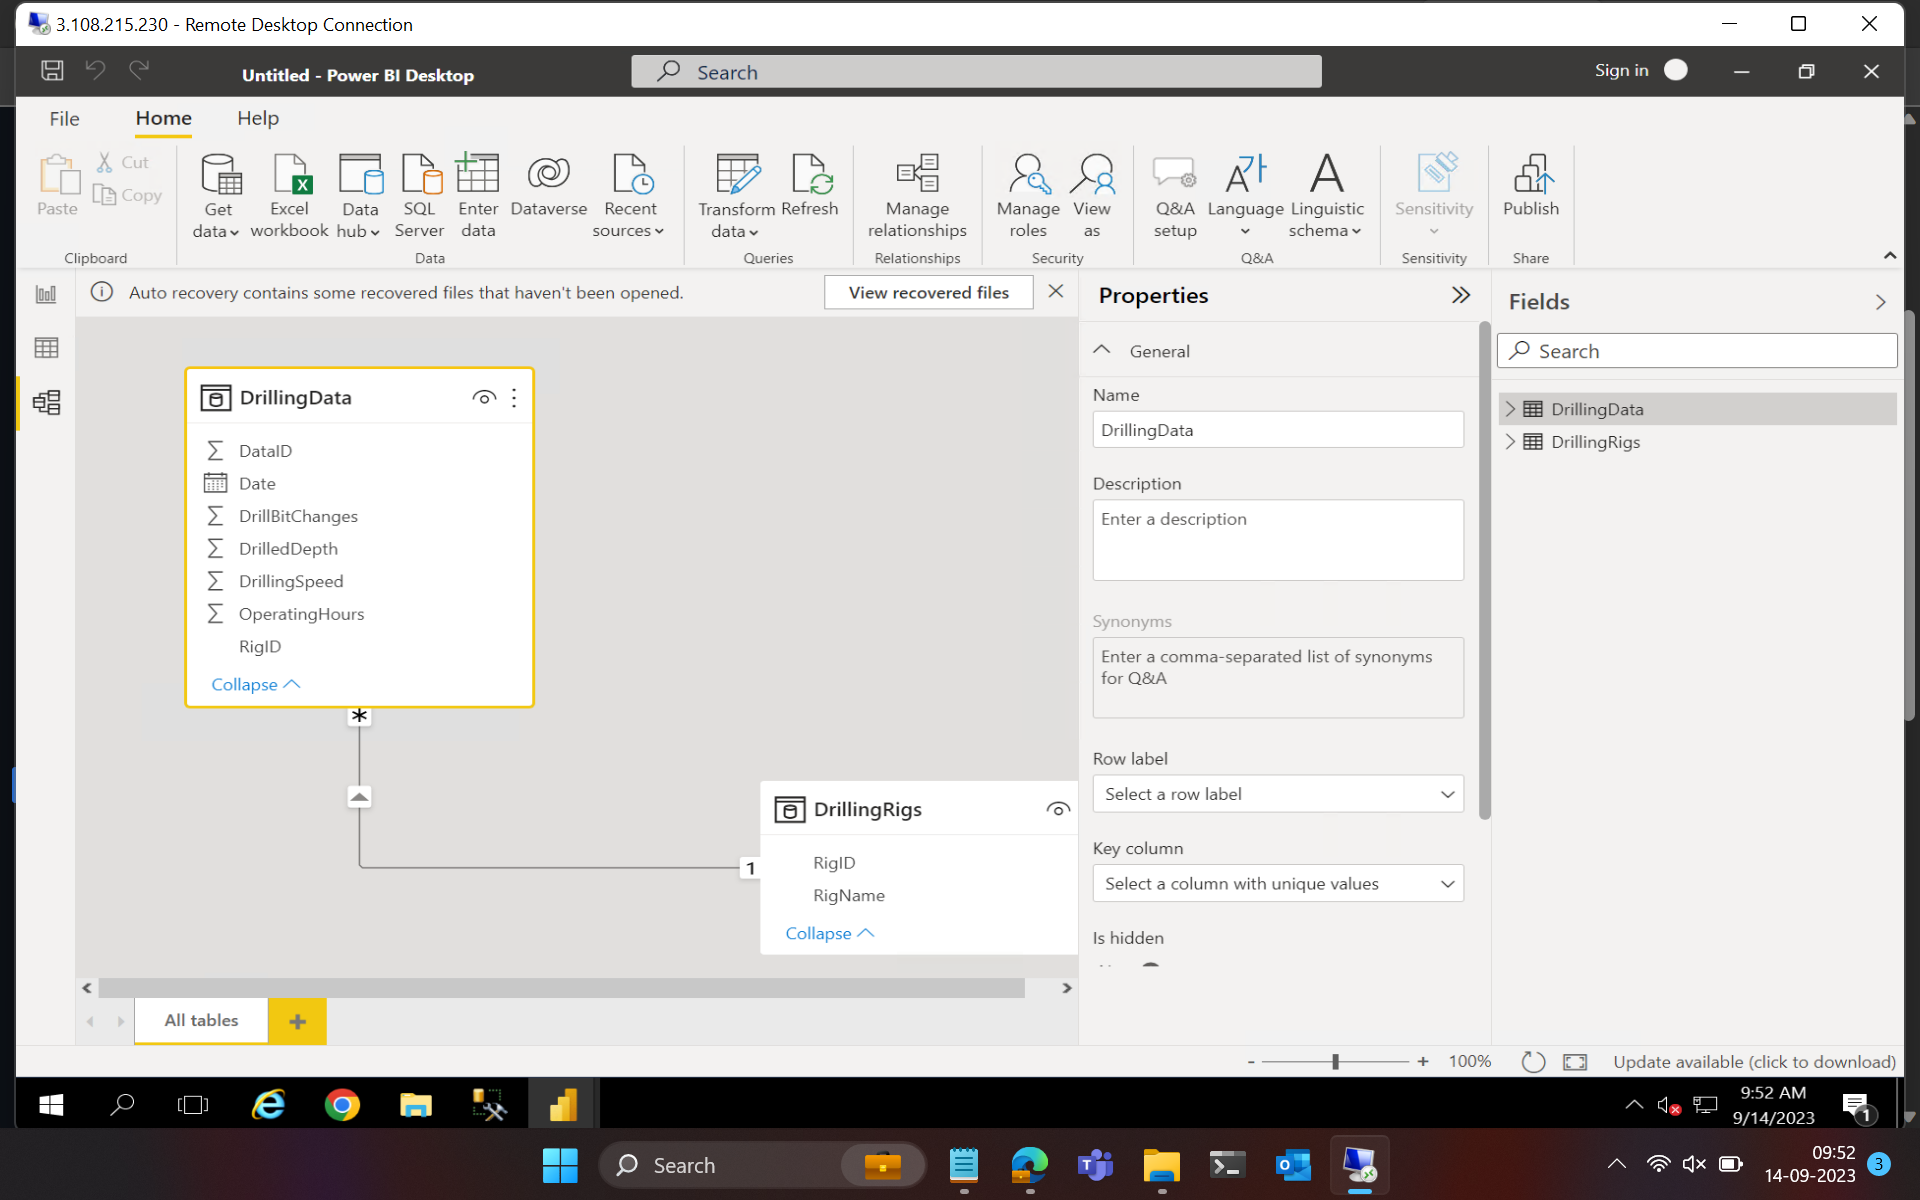 3.108.215.230 - Remote Desktop Connection
Untitled - Power BI Desktop
Search
Sign in
File
Home
Help
Paste
Cut
Copy
Clipboard
Get data
Excel workbook
Data hub
SQL Server
Enter data
Dataverse
Recent sources
Data
Transform data
Refresh
Queries
Manage relationships
Relationships
Manage roles
View as
Security
Q&A setup
Language
Linguistic schema
Q&A
Sensitivity
Sensitivity
Publish
Share
Auto recovery contains some recovered files that haven't been opened.
View recovered files
DrillingData
DataID
Date
DrillBitChanges
DrilledDepth
DrillingSpeed
OperatingHours
RigID
Collapse
*
1
DrillingRigs
RigID
RigName
Collapse
All tables
+
Properties
General
Name
DrillingData
Description
Enter a description
Synonyms
Enter a comma-separated list of synonyms
for Q&A
Row label
Select a row label
Key column
Select a column with unique values
Is hidden
Fields
Search
DrillingData
DrillingRigs
- + 100%
Update available (click to download)
9:52 AM
9/14/2023
1
Search
09:52
14-09-2023
3